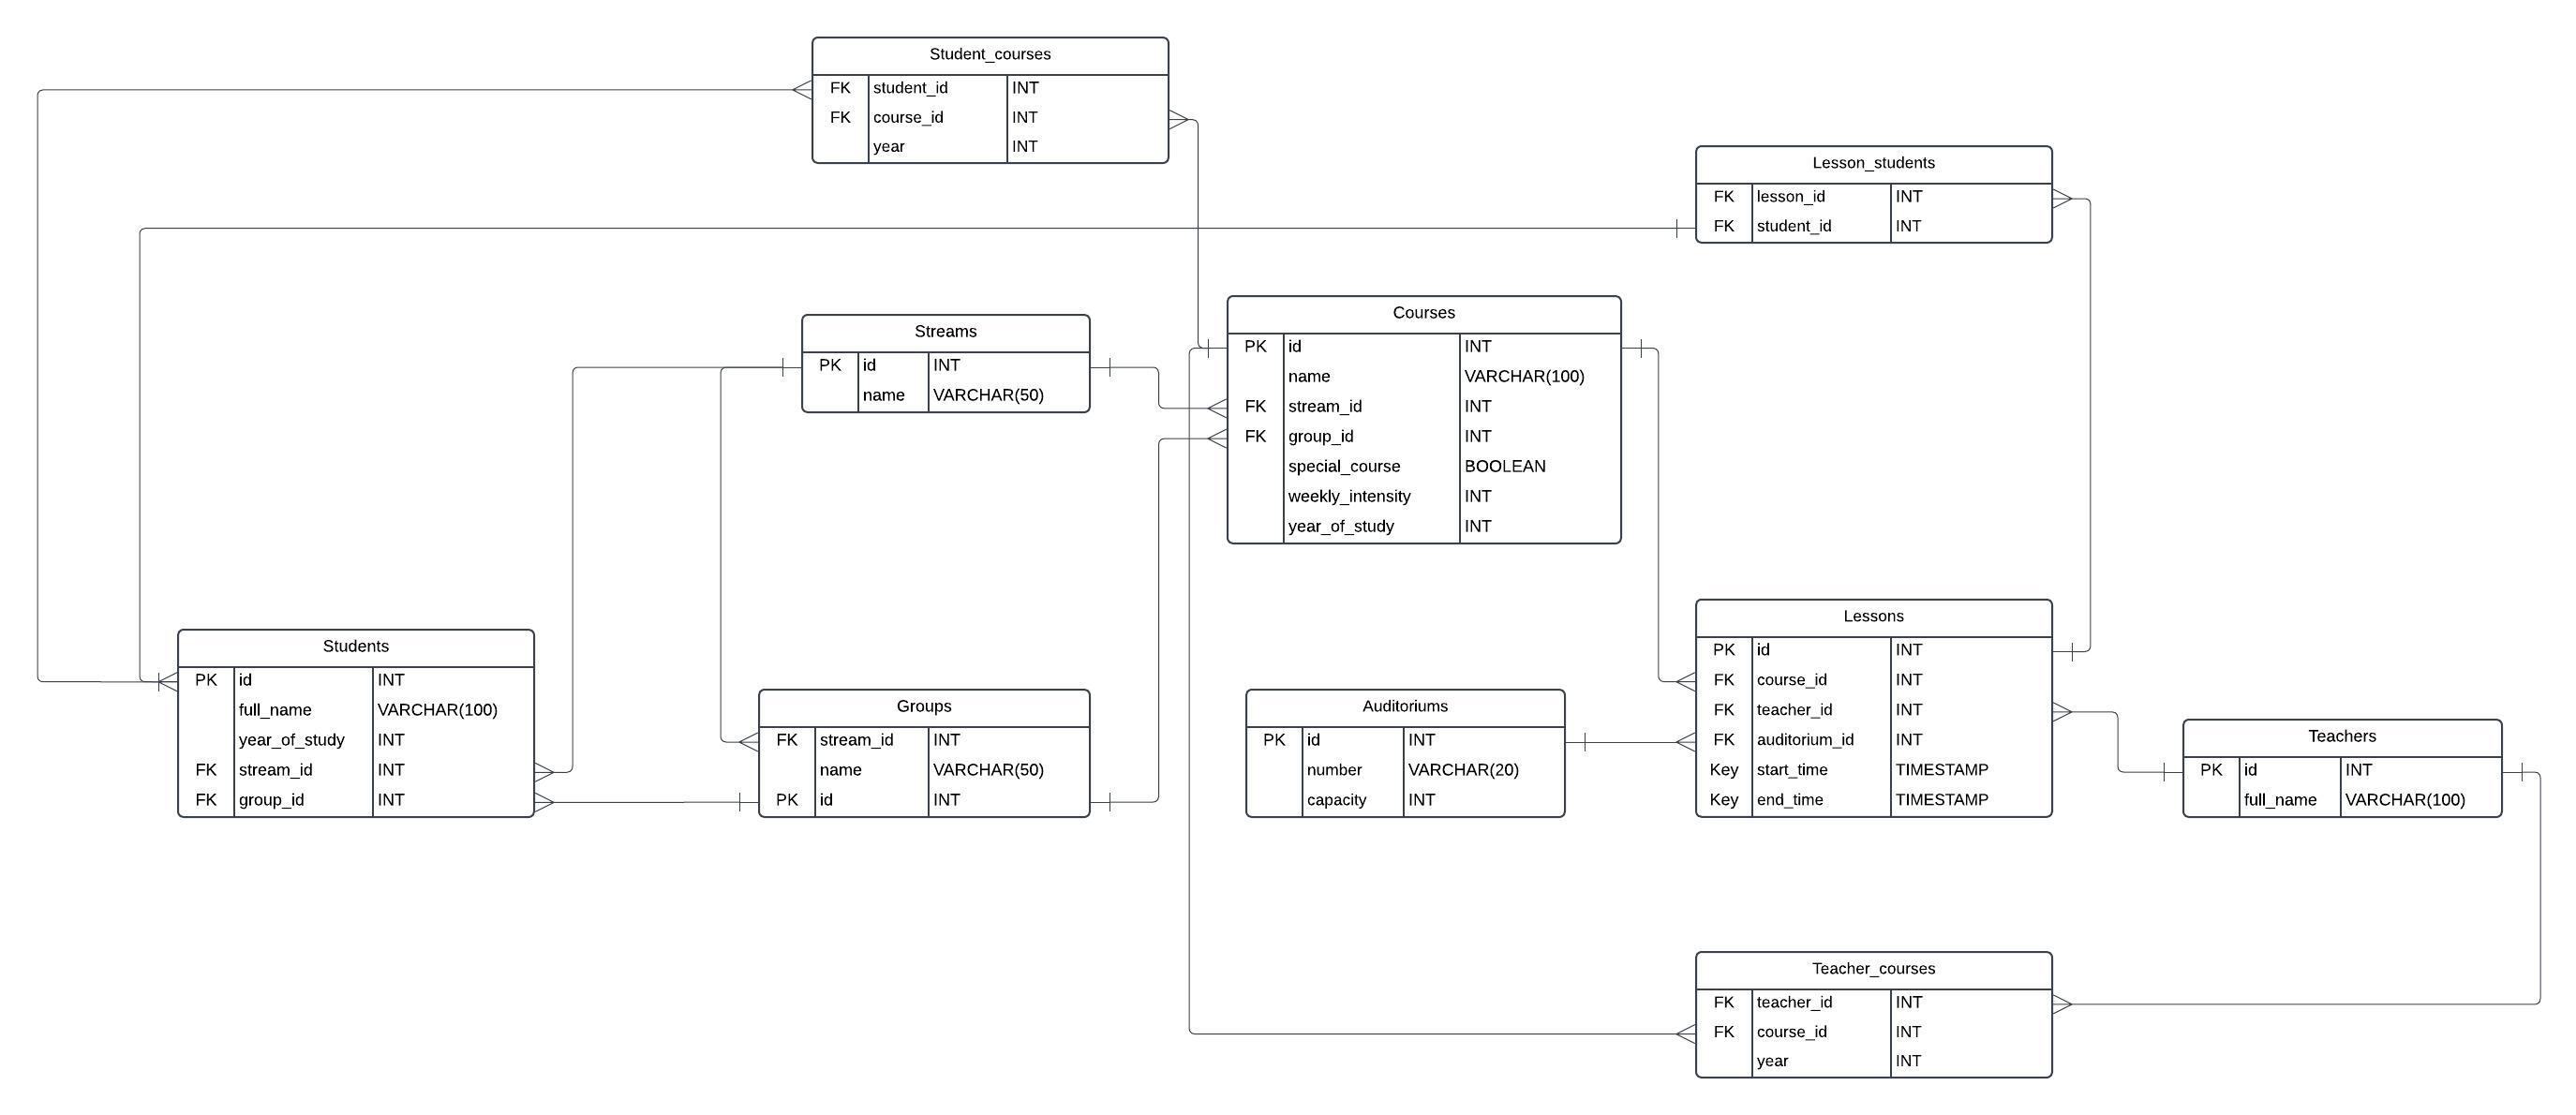 Student_courses
FK student_id INT
FK course_id INT
year INT
Lesson_students
FK lesson_id INT
FK student_id INT
Streams
PK id INT
name VARCHAR(50)
Courses
PK id INT
name VARCHAR(100)
FK stream_id INT
FK group_id INT
special_course BOOLEAN
weekly_intensity INT
year_of_study INT
Students
PK id INT
full_name VARCHAR(100)
year_of_study INT
FK stream_id INT
FK group_id INT
Groups
FK stream_id INT
name VARCHAR(50)
PK id INT
Auditoriums
PK id INT
number VARCHAR(20)
capacity INT
Lessons
PK id INT
FK course_id INT
FK teacher_id INT
FK auditorium_id INT
Key start_time TIMESTAMP
Key end_time TIMESTAMP
Teachers
PK id INT
full_name VARCHAR(100)
Teacher_courses
FK teacher_id INT
FK course_id INT
year INT